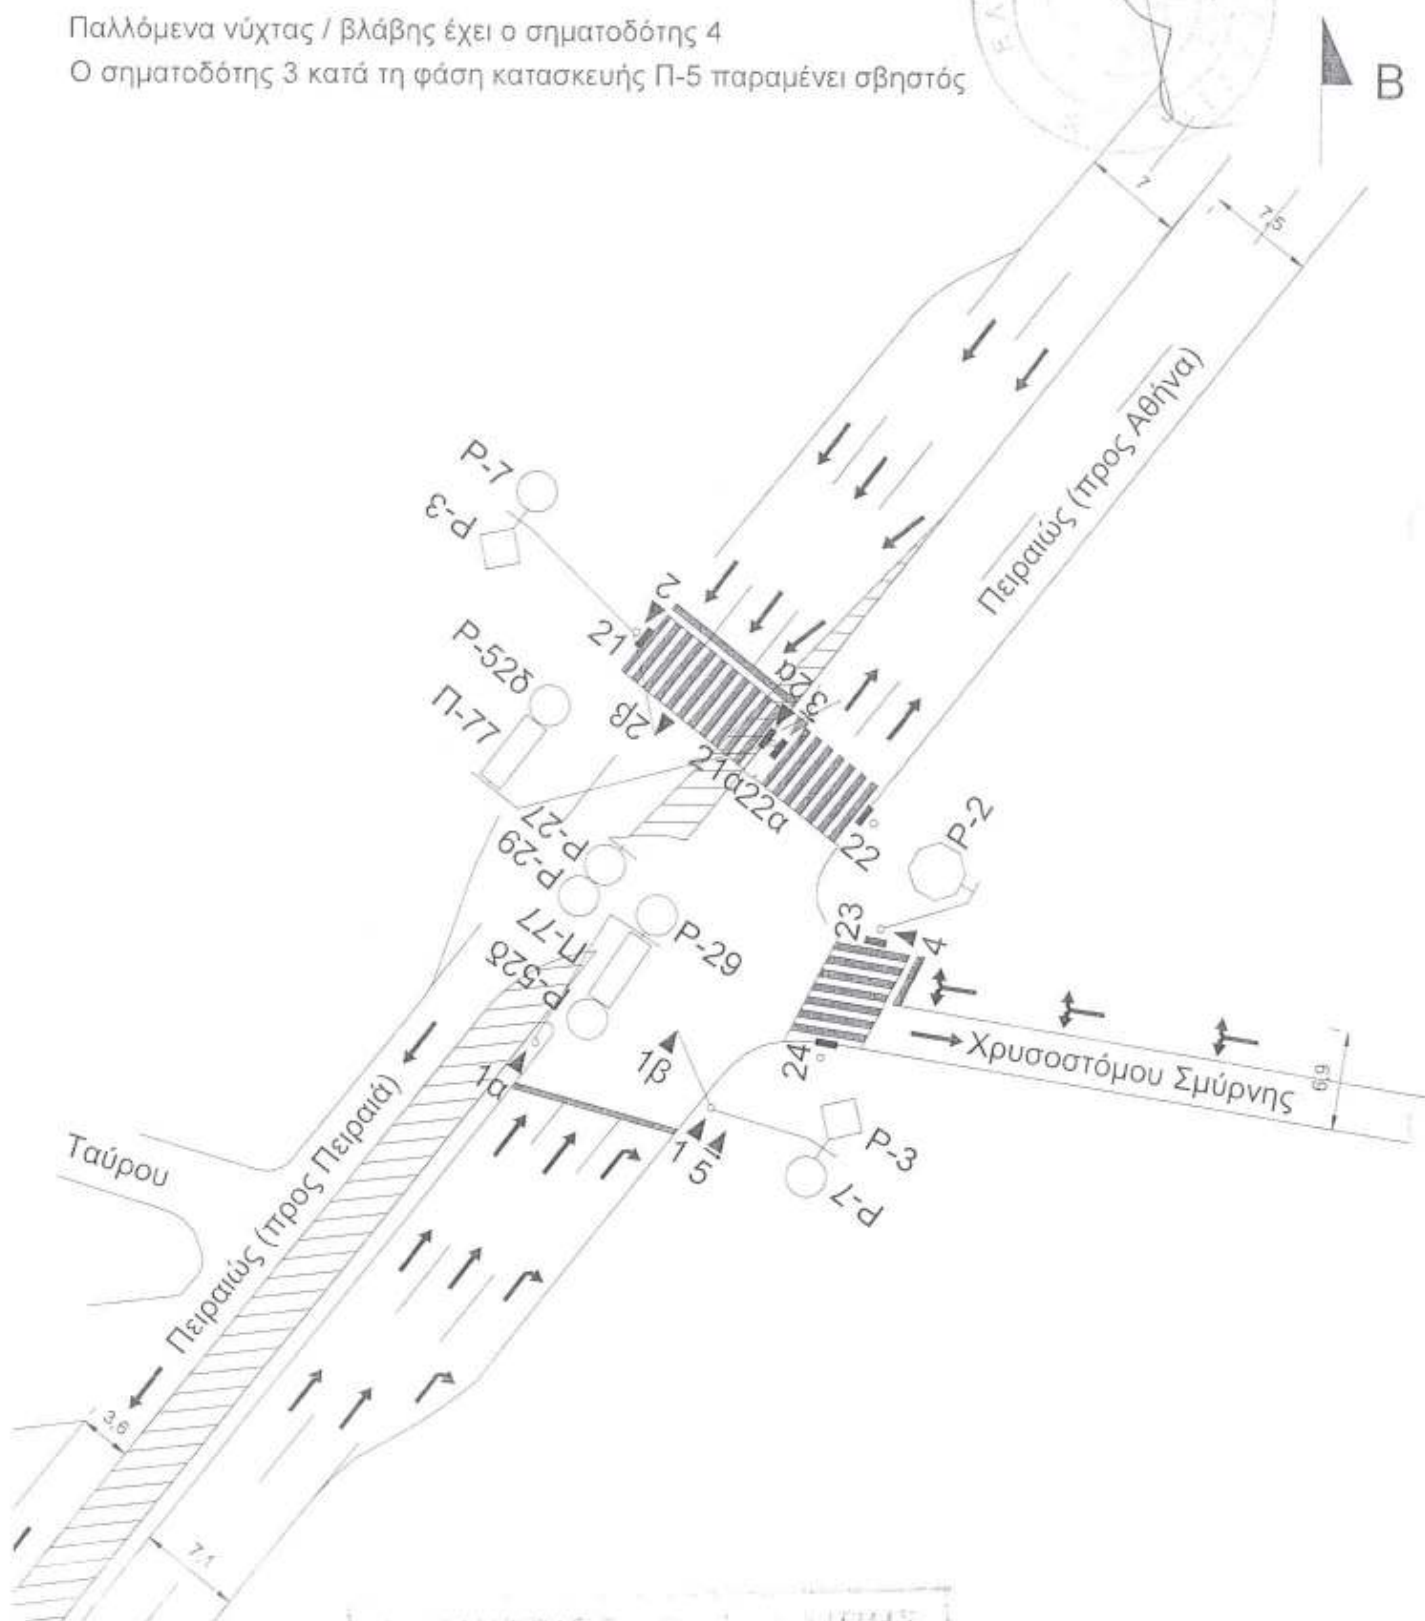 Παλλόμενα νύχτας / βλάβης έχει ο σηματοδότης 4
Ο σηματοδότης 3 κατά τη φάση κατασκευής Π-5 παραμένει σβηστός
Β
7
7,5
Πειραιώς (προς Αθήνα)
Ρ-7
Ρ-3
2
21
Ρ-52δ
Π-77
2α
3
2β
21α
22α
22
Ρ-27
Ρ-29
Ρ-2
23
4
Π-77
Ρ-52δ
Ρ-29
1α
1β
24
Χρυσοστόμου Σμύρνης
6,9
1
5
Ρ-3
Ρ-7
Ταύρου
Πειραιώς (προς Πειραιά)
3,6
7,1